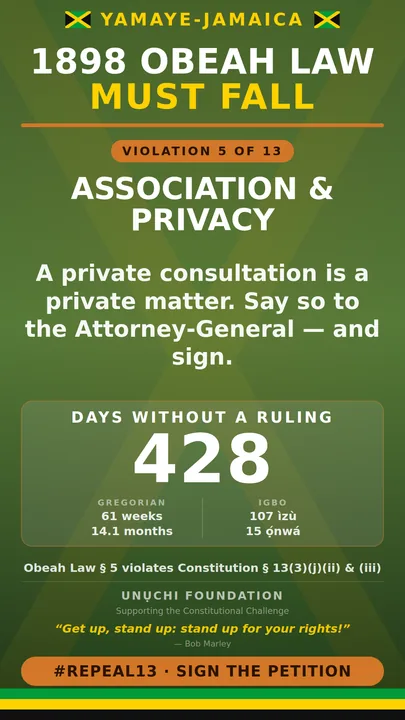 YAMAYE-JAMAICA
1898 OBEAH LAW
MUST FALL
VIOLATION 5 OF 13
ASSOCIATION &
PRIVACY
A private consultation is a
private matter. Say so to
the Attorney-General — and
sign.
DAYS WITHOUT A RULING
428
GREGORIAN
61 weeks
14.1 months
IGBO
107 ìzù
15 ọ́nwá
Obeah Law § 5 violates Constitution § 13(3)(j)(ii) & (iii)
UNỤCHI FOUNDATION
Supporting the Constitutional Challenge
“Get up, stand up: stand up for your rights!”
— Bob Marley
#REPEAL13 · SIGN THE PETITION